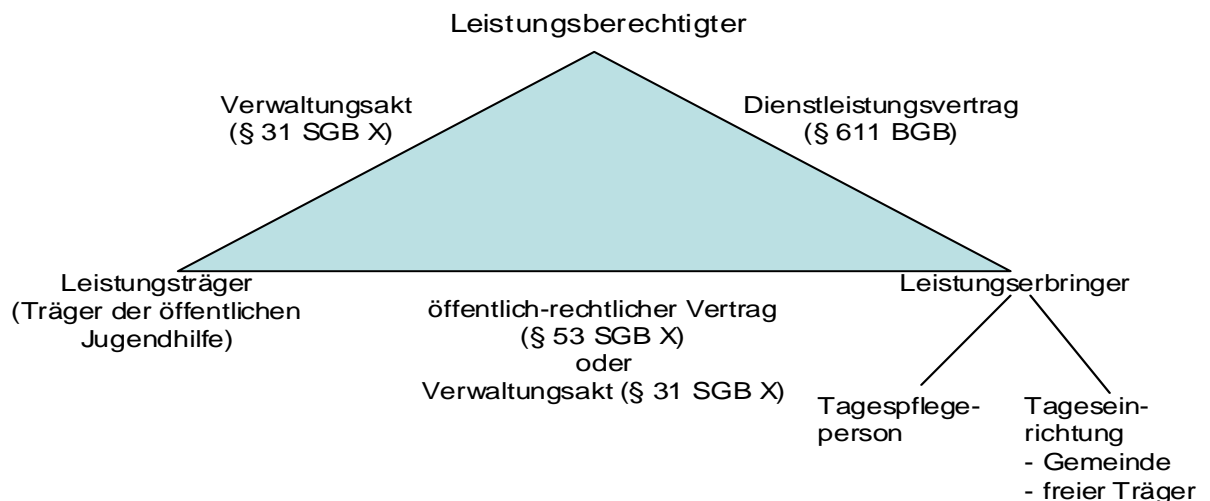 Leistungsberechtigter
Verwaltungsakt
(§ 31 SGB X)
Dienstleistungsvertrag
(§ 611 BGB)
Leistungsträger
(Träger der öffentlichen
Jugendhilfe)
öffentlich-rechtlicher Vertrag
(§ 53 SGB X)
oder
Verwaltungsakt (§ 31 SGB X)
Leistungserbringer
Tagespflege-
person
Tagesein-
richtung
- Gemeinde
- freier Träger